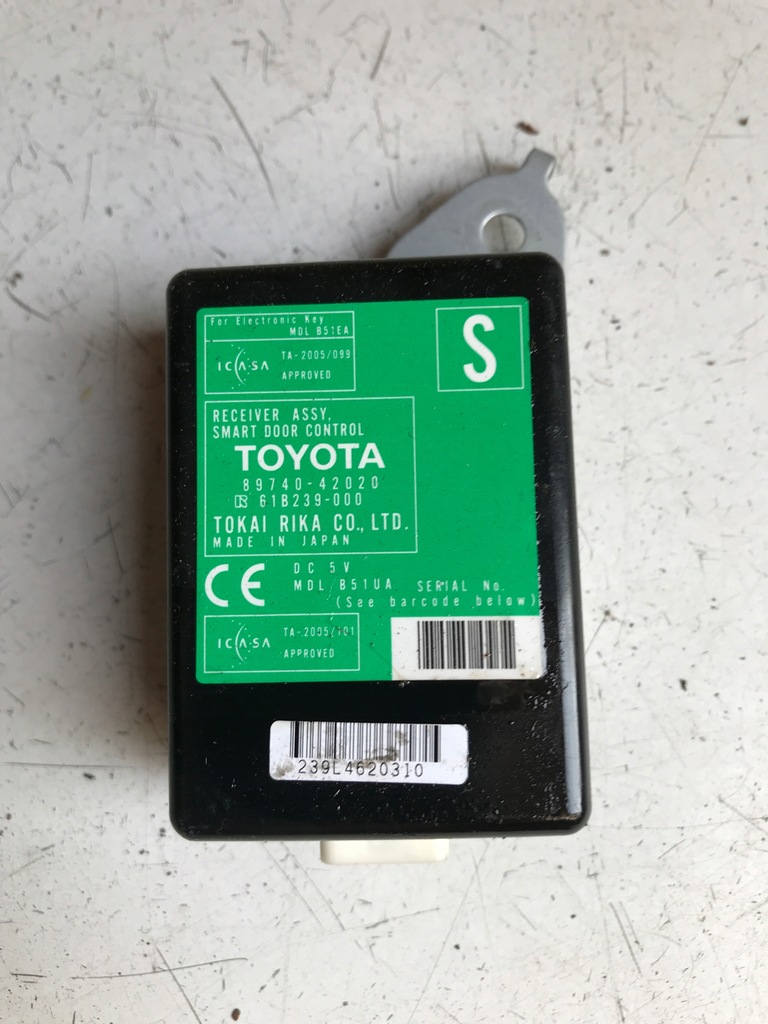 For Electronic Key
MDL B51EA
S
ICASA
TA-2005/099
APPROVED
RECEIVER ASSY,
SMART DOOR CONTROL
TOYOTA
89740-42020
61B239-000
TOKAI RIKA CO., LTD.
MADE IN JAPAN
CE
DC 5V
MDL B51UA SERIAL No.
(See barcode below)
ICASA
TA-2005/101
APPROVED
239L4620310